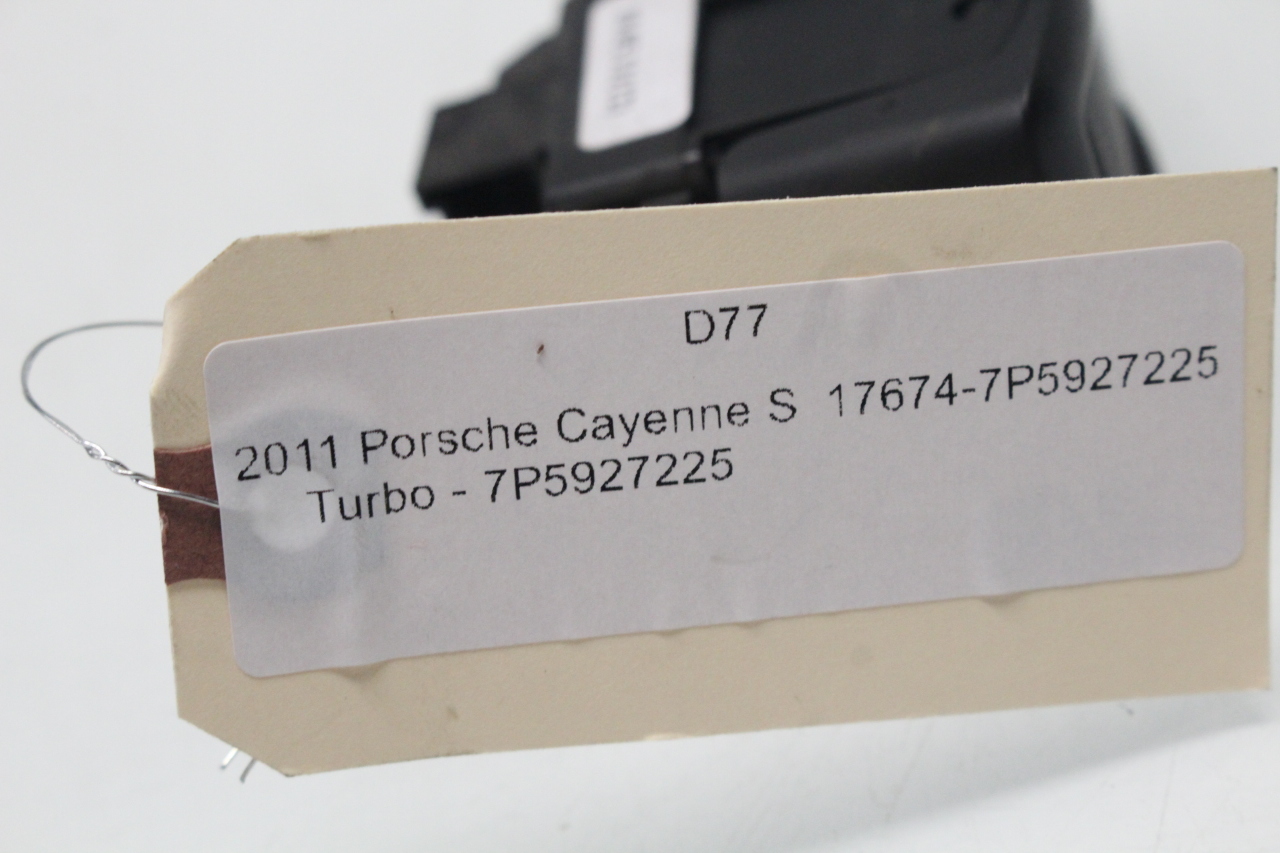 D77
2011 Porsche Cayenne S 17674-7P5927225
Turbo - 7P5927225